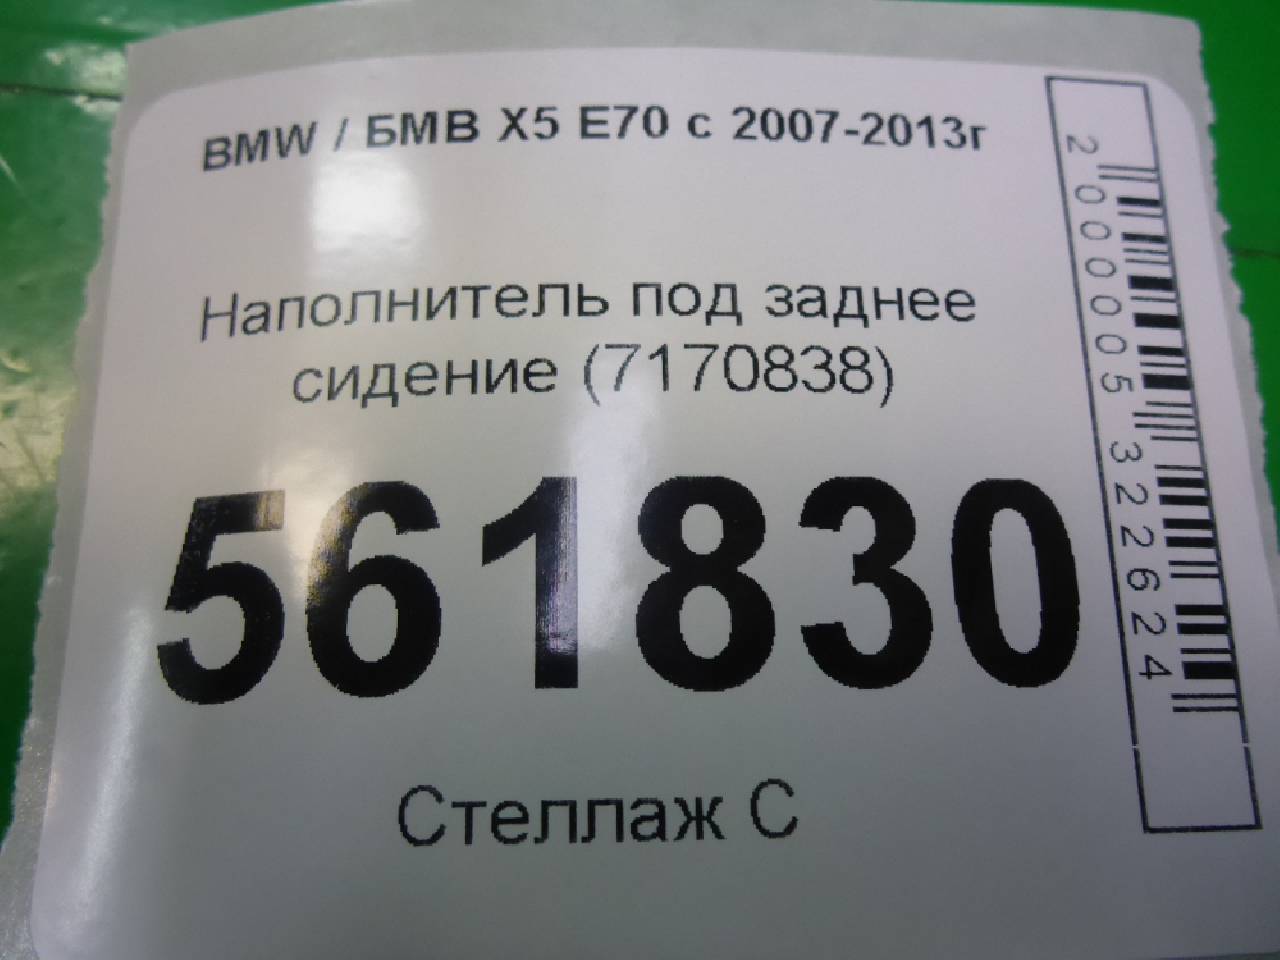 BMW / БМВ X5 E70 с 2007-2013г
Наполнитель под заднее
сидение (7170838)
561830
Стеллаж С
2000005322624